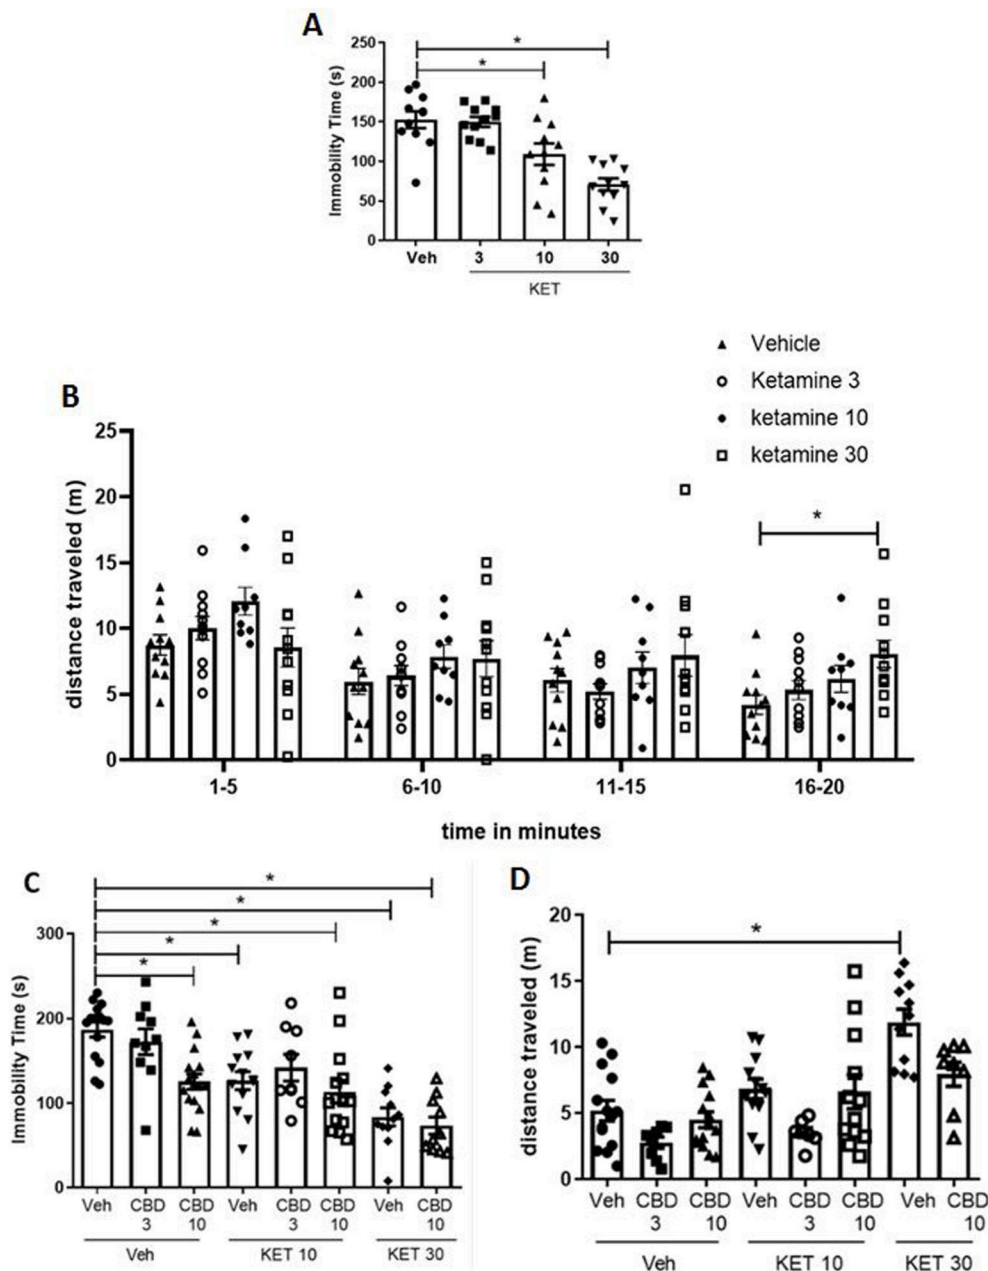 A
Immobility Time (s)
250
200
150
100
50
0
*
*
Veh 3 10 30
KET
Vehicle
Ketamine 3
ketamine 10
ketamine 30
B
distance traveled (m)
25
20
15
10
5
0
*
1-5 6-10 11-15 16-20
time in minutes
C
Immobility Time (s)
300
200
100
0
*
*
*
*
*
Veh CBD 3 CBD 10 Veh CBD 3 CBD 10 Veh CBD 10
Veh KET 10 KET 30
D
distance traveled (m)
20
15
10
5
0
*
Veh CBD 3 CBD 10 Veh CBD 3 CBD 10 Veh CBD 10
Veh KET 10 KET 30